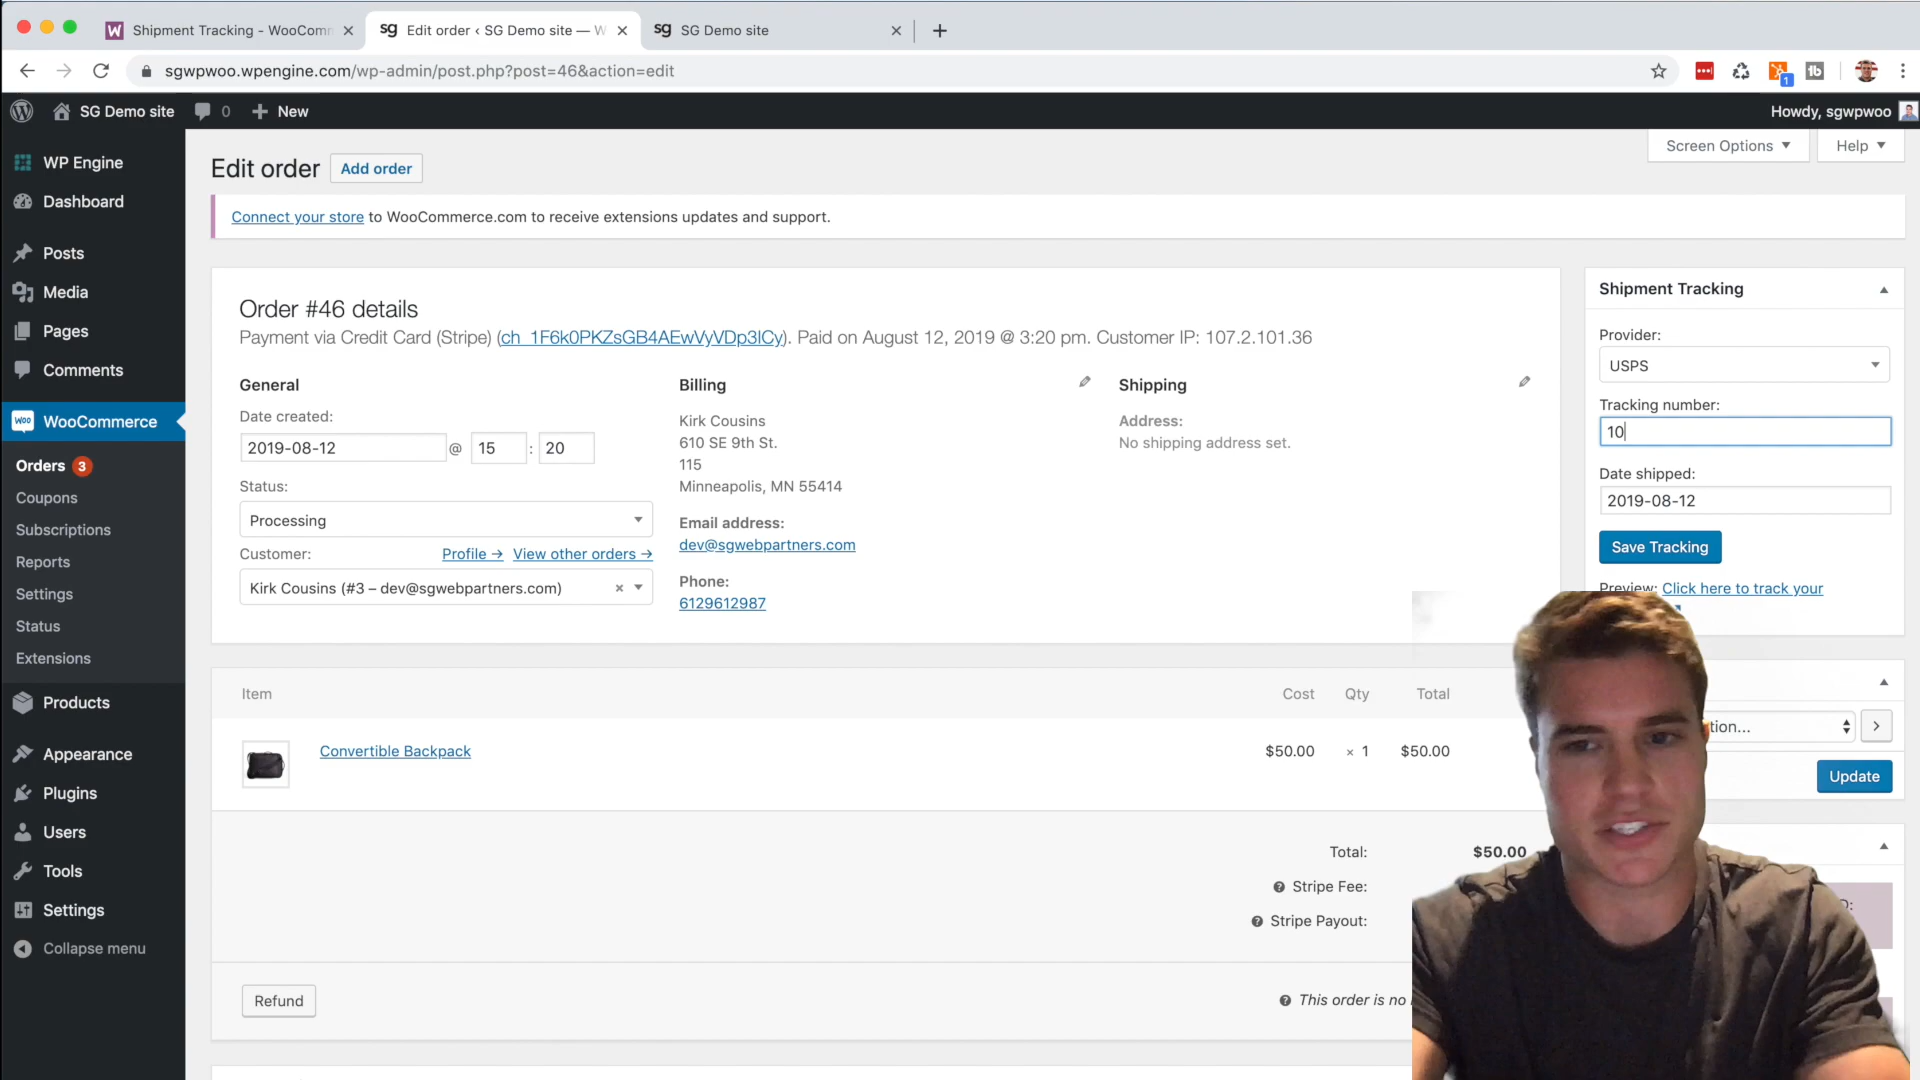 Shipment Tracking - WooComm
sg Edit order ‹ SG Demo site — W
sg SG Demo site
sgwpwoo.wpengine.com/wp-admin/post.php?post=46&action=edit
1
SG Demo site
0
New
Howdy, sgwpwoo
WP Engine
Dashboard
Posts
Media
Pages
Comments
WooCommerce
Orders 3
Coupons
Subscriptions
Reports
Settings
Status
Extensions
Products
Appearance
Plugins
Users
Tools
Settings
Collapse menu
Screen Options
Help
Edit order
Add order
Connect your store to WooCommerce.com to receive extensions updates and support.
Order #46 details
Payment via Credit Card (Stripe) (ch_1F6k0PKZsGB4AEwVyVDp3ICy). Paid on August 12, 2019 @ 3:20 pm. Customer IP: 107.2.101.36
General
Date created:
2019-08-12 @ 15 : 20
Status:
Processing
Customer: Profile → View other orders →
Kirk Cousins (#3 – dev@sgwebpartners.com) ×
Billing
Kirk Cousins
610 SE 9th St.
115
Minneapolis, MN 55414
Email address:
dev@sgwebpartners.com
Phone:
6129612987
Shipping
Address:
No shipping address set.
Shipment Tracking
Provider:
USPS
Tracking number:
10
Date shipped:
2019-08-12
Save Tracking
Preview: Click here to track your
tion...
Update
Item Cost Qty Total
Convertible Backpack $50.00 × 1 $50.00
Total: $50.00
Stripe Fee:
Stripe Payout:
Refund
This order is no